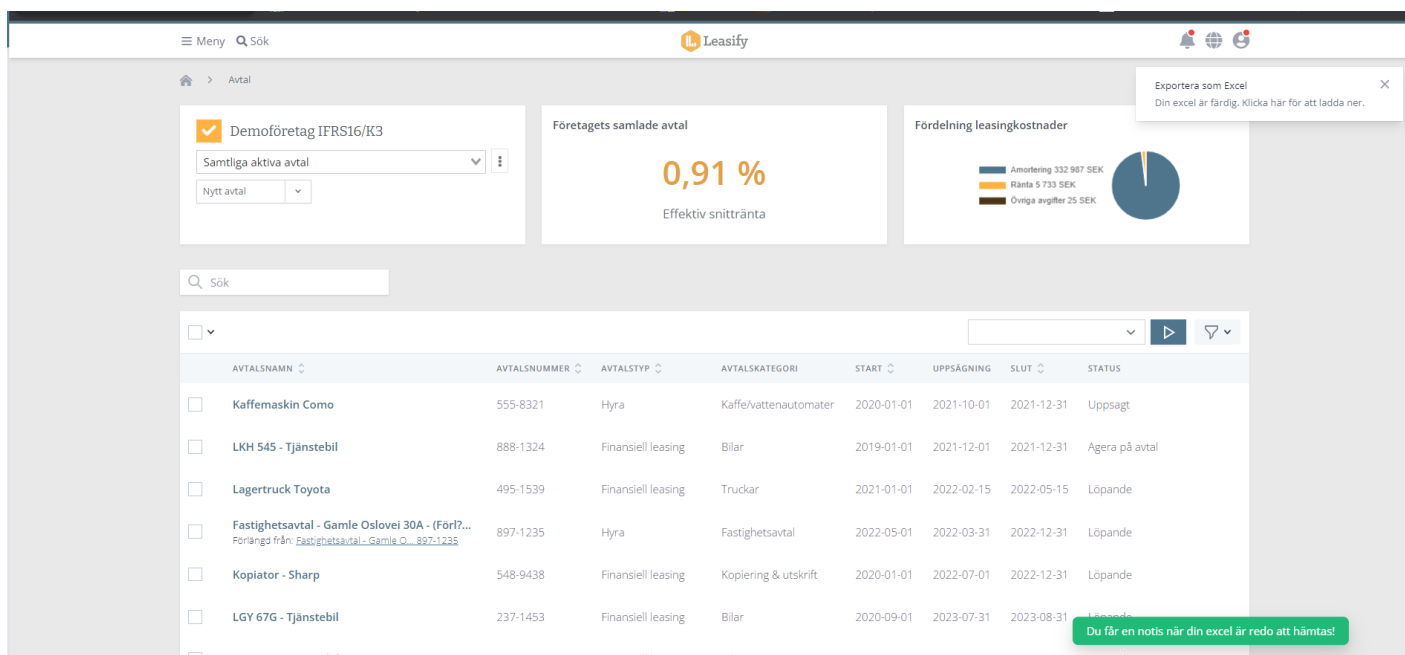 Meny Sök
Leasify
Avtal
Exportera som Excel
Din excel är färdig. Klicka här för att ladda ner.
Demoföretag IFRS16/K3
Samtliga aktiva avtal
Nytt avtal
Företagets samlade avtal
0,91 %
Effektiv snittränta
Fördelning leasingkostnader
Amortering 332 987 SEK
Ränta 5 733 SEK
Övriga avgifter 25 SEK
Sök
AVTALSNAMN AVTALSNUMMER AVTALSTYP AVTALSKATEGORI START UPPSÄGNING SLUT STATUS
Kaffemaskin Como 555-8321 Hyra Kaffe/vattenautomater 2020-01-01 2021-10-01 2021-12-31 Uppsagt
LKH 545 - Tjänstebil 888-1324 Finansiell leasing Bilar 2019-01-01 2021-12-01 2021-12-31 Agera på avtal
Lagertruck Toyota 495-1539 Finansiell leasing Truckar 2021-01-01 2022-02-15 2022-05-15 Löpande
Fastighetsavtal - Gamle Oslovei 30A - (Förl?... 897-1235 Hyra Fastighetsavtal 2022-05-01 2022-03-31 2022-12-31 Löpande
Förlängd från: Fastighetsavtal - Gamle O... 897-1235
Kopiator - Sharp 548-9438 Finansiell leasing Kopiering & utskrift 2020-01-01 2022-07-01 2022-12-31 Löpande
LGY 67G - Tjänstebil 237-1453 Finansiell leasing Bilar 2020-09-01 2023-07-31 2023-08-31 Löpande
Du får en notis när din excel är redo att hämtas!